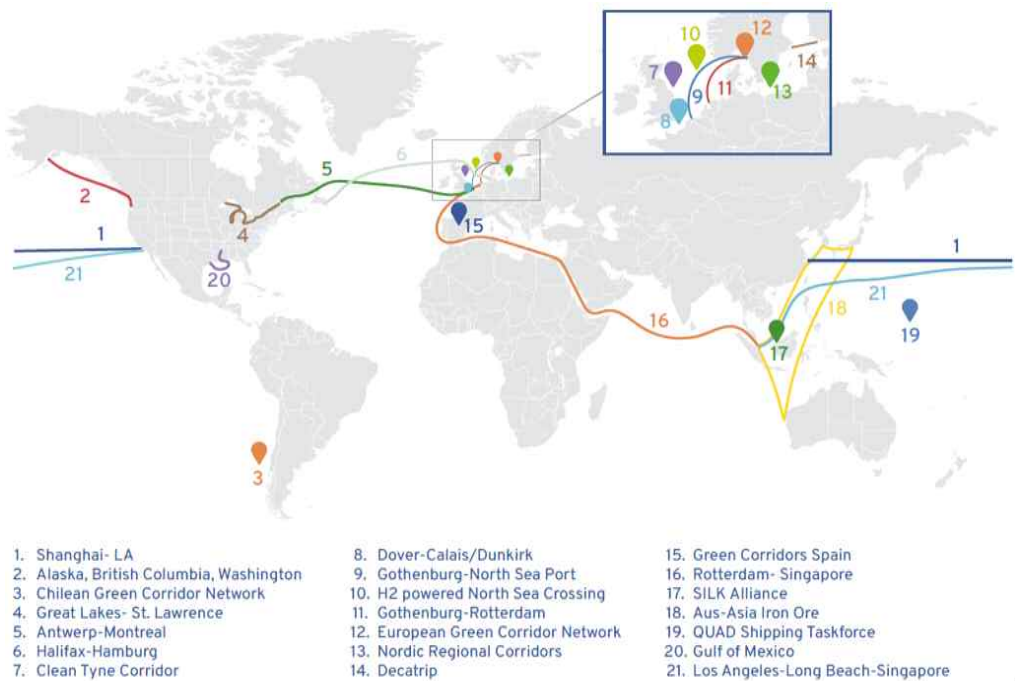 10
12
14
7
9
11
13
8
6
5
2
15
1
4
1
21
20
21
16
18
17
19
3
1. Shanghai- LA
2. Alaska, British Columbia, Washington
3. Chilean Green Corridor Network
4. Great Lakes- St. Lawrence
5. Antwerp-Montreal
6. Halifax-Hamburg
7. Clean Tyne Corridor
8. Dover-Calais/Dunkirk
9. Gothenburg-North Sea Port
10. H2 powered North Sea Crossing
11. Gothenburg-Rotterdam
12. European Green Corridor Network
13. Nordic Regional Corridors
14. Decatrip
15. Green Corridors Spain
16. Rotterdam- Singapore
17. SILK Alliance
18. Aus-Asia Iron Ore
19. QUAD Shipping Taskforce
20. Gulf of Mexico
21. Los Angeles-Long Beach-Singapore